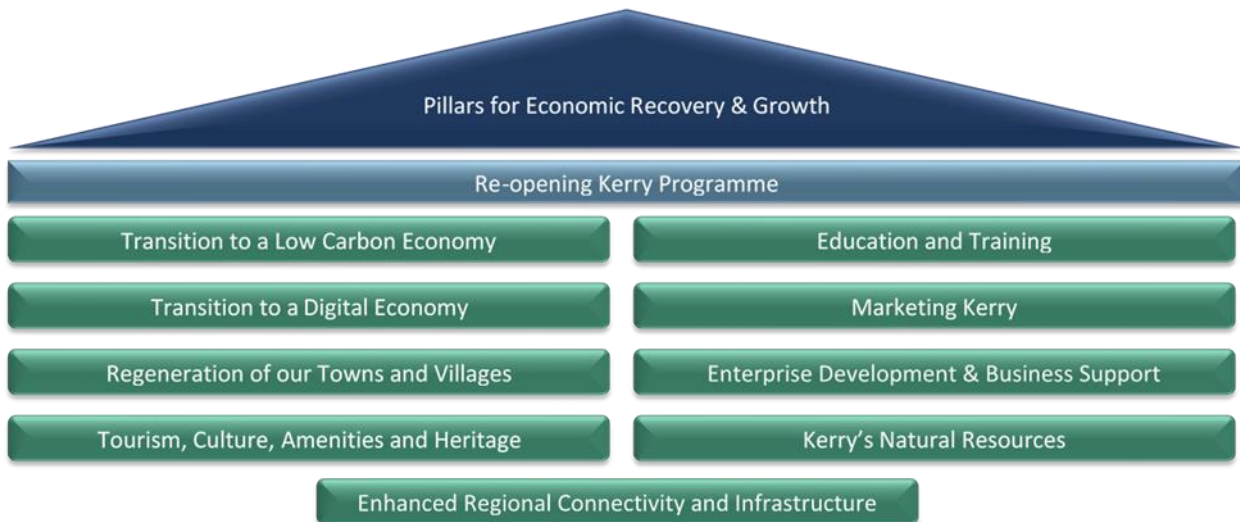 Pillars for Economic Recovery & Growth
Re-opening Kerry Programme
Transition to a Low Carbon Economy
Education and Training
Transition to a Digital Economy
Marketing Kerry
Regeneration of our Towns and Villages
Enterprise Development & Business Support
Tourism, Culture, Amenities and Heritage
Kerry’s Natural Resources
Enhanced Regional Connectivity and Infrastructure